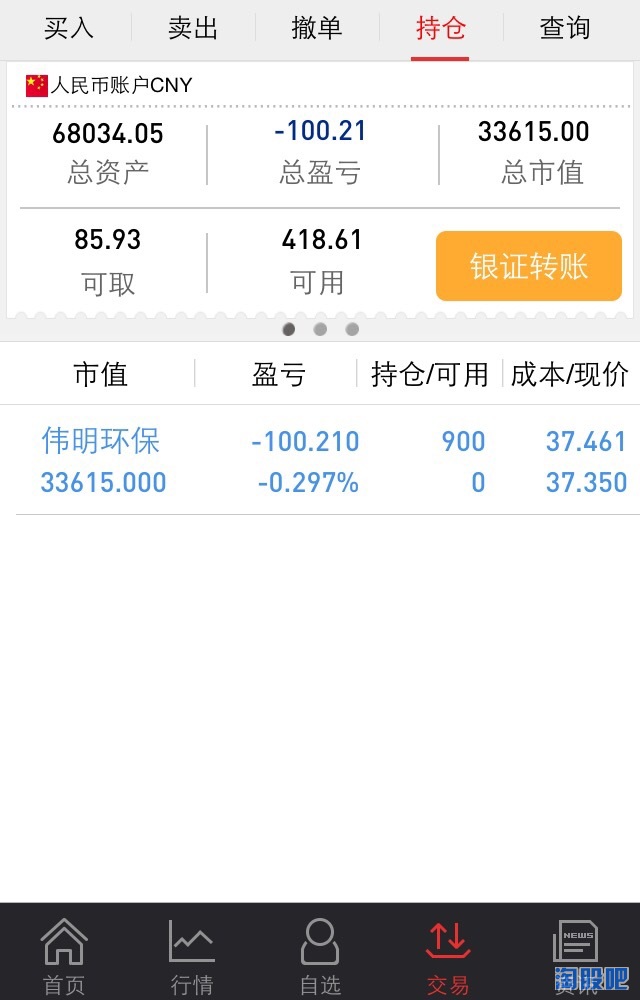 买入 卖出 撤单 持仓 查询
人民币账户CNY
68034.05 -100.21 33615.00
总资产 总盈亏 总市值
85.93 418.61
可取 可用 银证转账
市值 盈亏 持仓/可用 成本/现价
伟明环保 -100.210 900 37.461
33615.000 -0.297% 0 37.350
NEWS
首页 行情 自选 交易 资讯
淘股吧